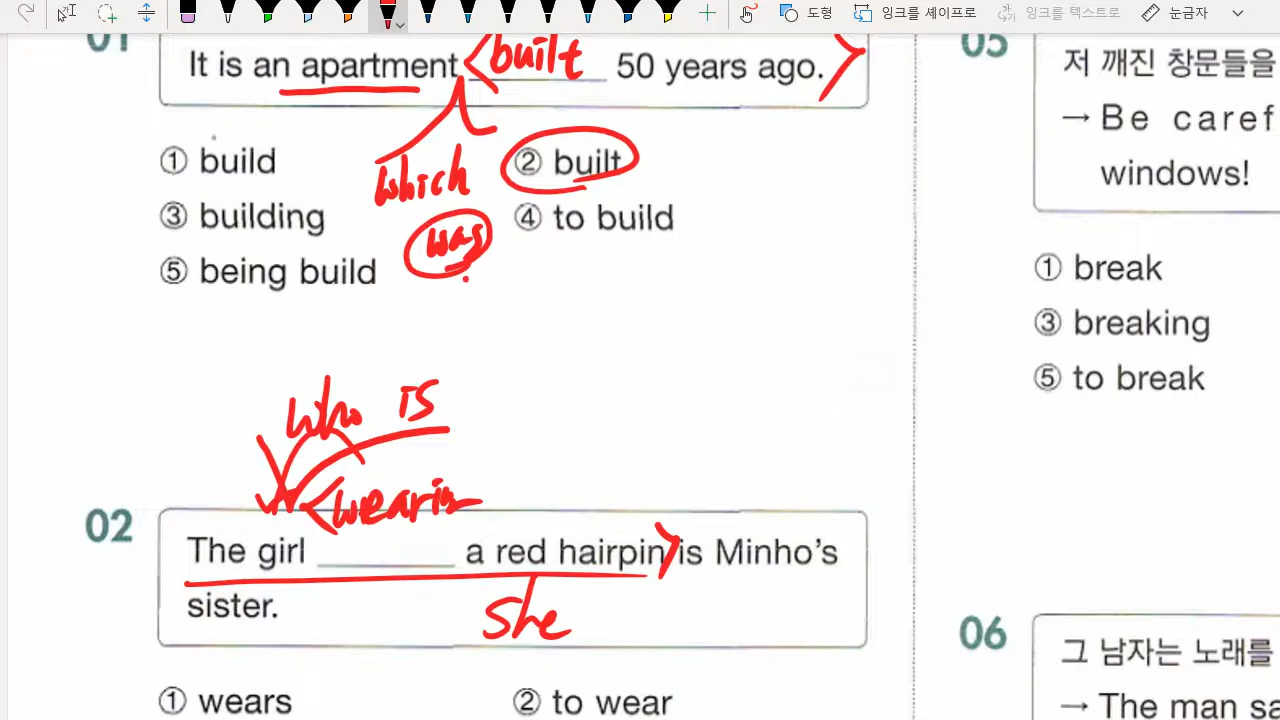 도형 잉크를 셰이프로 잉크를 텍스트로 눈금자
01
It is an apartment <built 50 years ago.>
which
was
① build ② built
③ building ④ to build
⑤ being build
who is
<wearin
02
The girl ________ a red hairpin> is Minho's
she
sister.
① wears ② to wear
05
저 깨진 창문들을
→ Be caref
windows!
① break
③ breaking
⑤ to break
06
그 남자는 노래를
→ The man sa